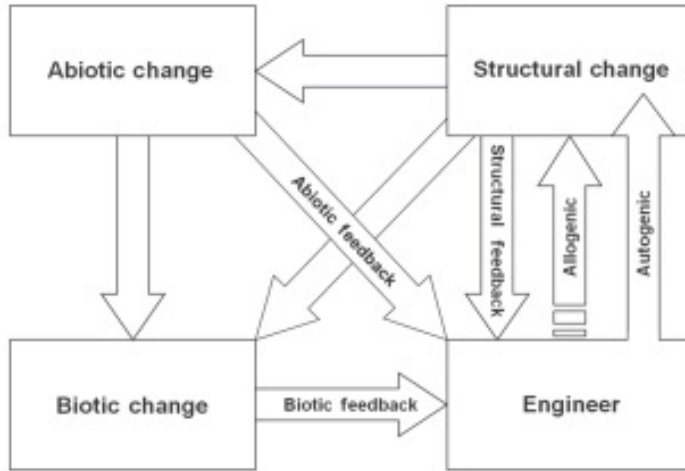 Abiotic change
Structural change
Abiotic feedback
Structural feedback
Allogenic
Autogenic
Biotic change
Biotic feedback
Engineer